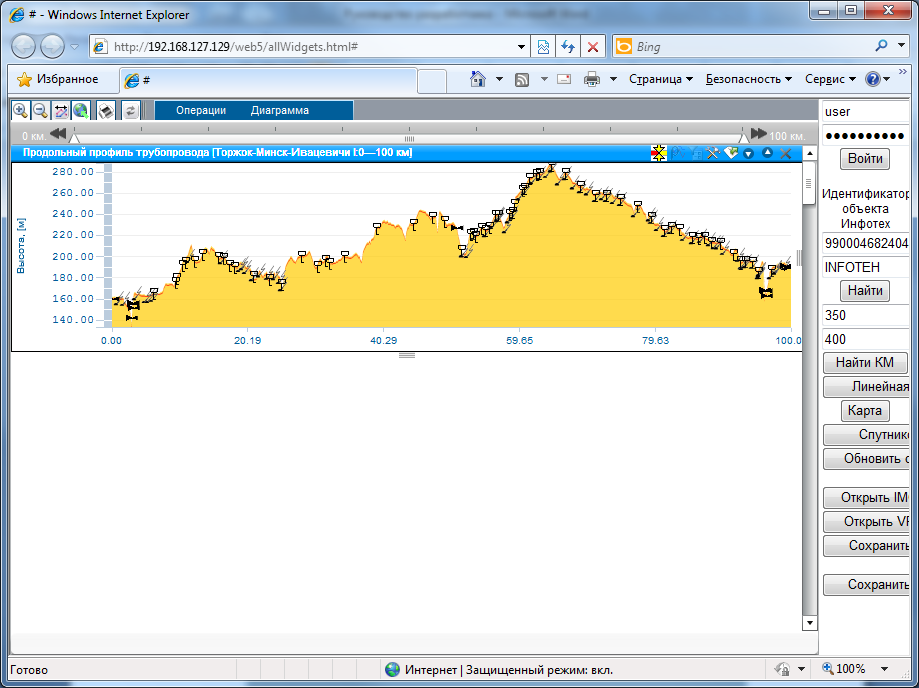 # - Windows Internet Explorer
http://192.168.127.129/web5/allWidgets.html#
Bing
Избранное
#
Страница
Безопасность
Сервис
Операции
Диаграмма
0 км.
100 км.
Продольный профиль трубопровода [Торжок-Минск-Ивацевичи I:0—100 км]
Высота, [м]
280.00
260.00
240.00
220.00
200.00
180.00
160.00
140.00
0.00
20.19
40.29
59.65
79.63
100.0
user
Войти
Идентификатор
объекта
Инфотех
990004682404
INFOTEH
Найти
350
400
Найти КМ
Линейная
Карта
Спутник
Обновить с
Открыть IM
Открыть VF
Сохранить
Сохранить
Готово
Интернет | Защищенный режим: вкл.
100%